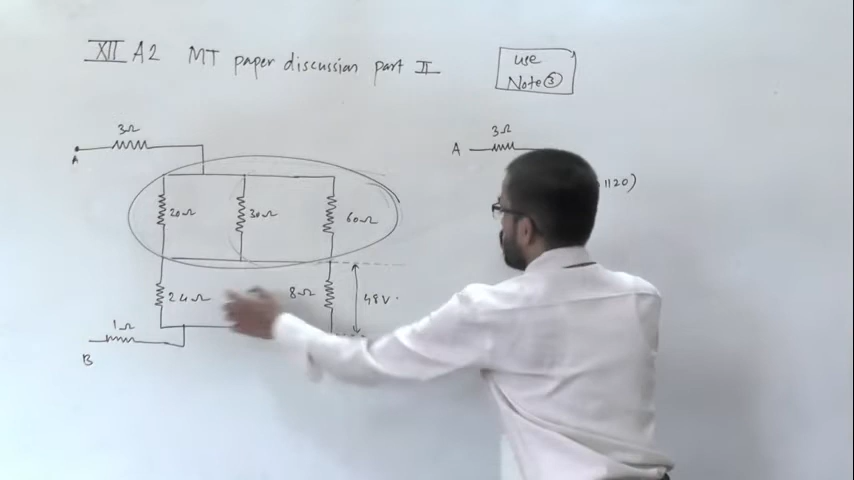 XII A2 MT paper discussion part II
use
Note ③
3Ω
A
3Ω
A
1120)
20Ω
30Ω
60Ω
24Ω
8Ω
48V.
1Ω
B